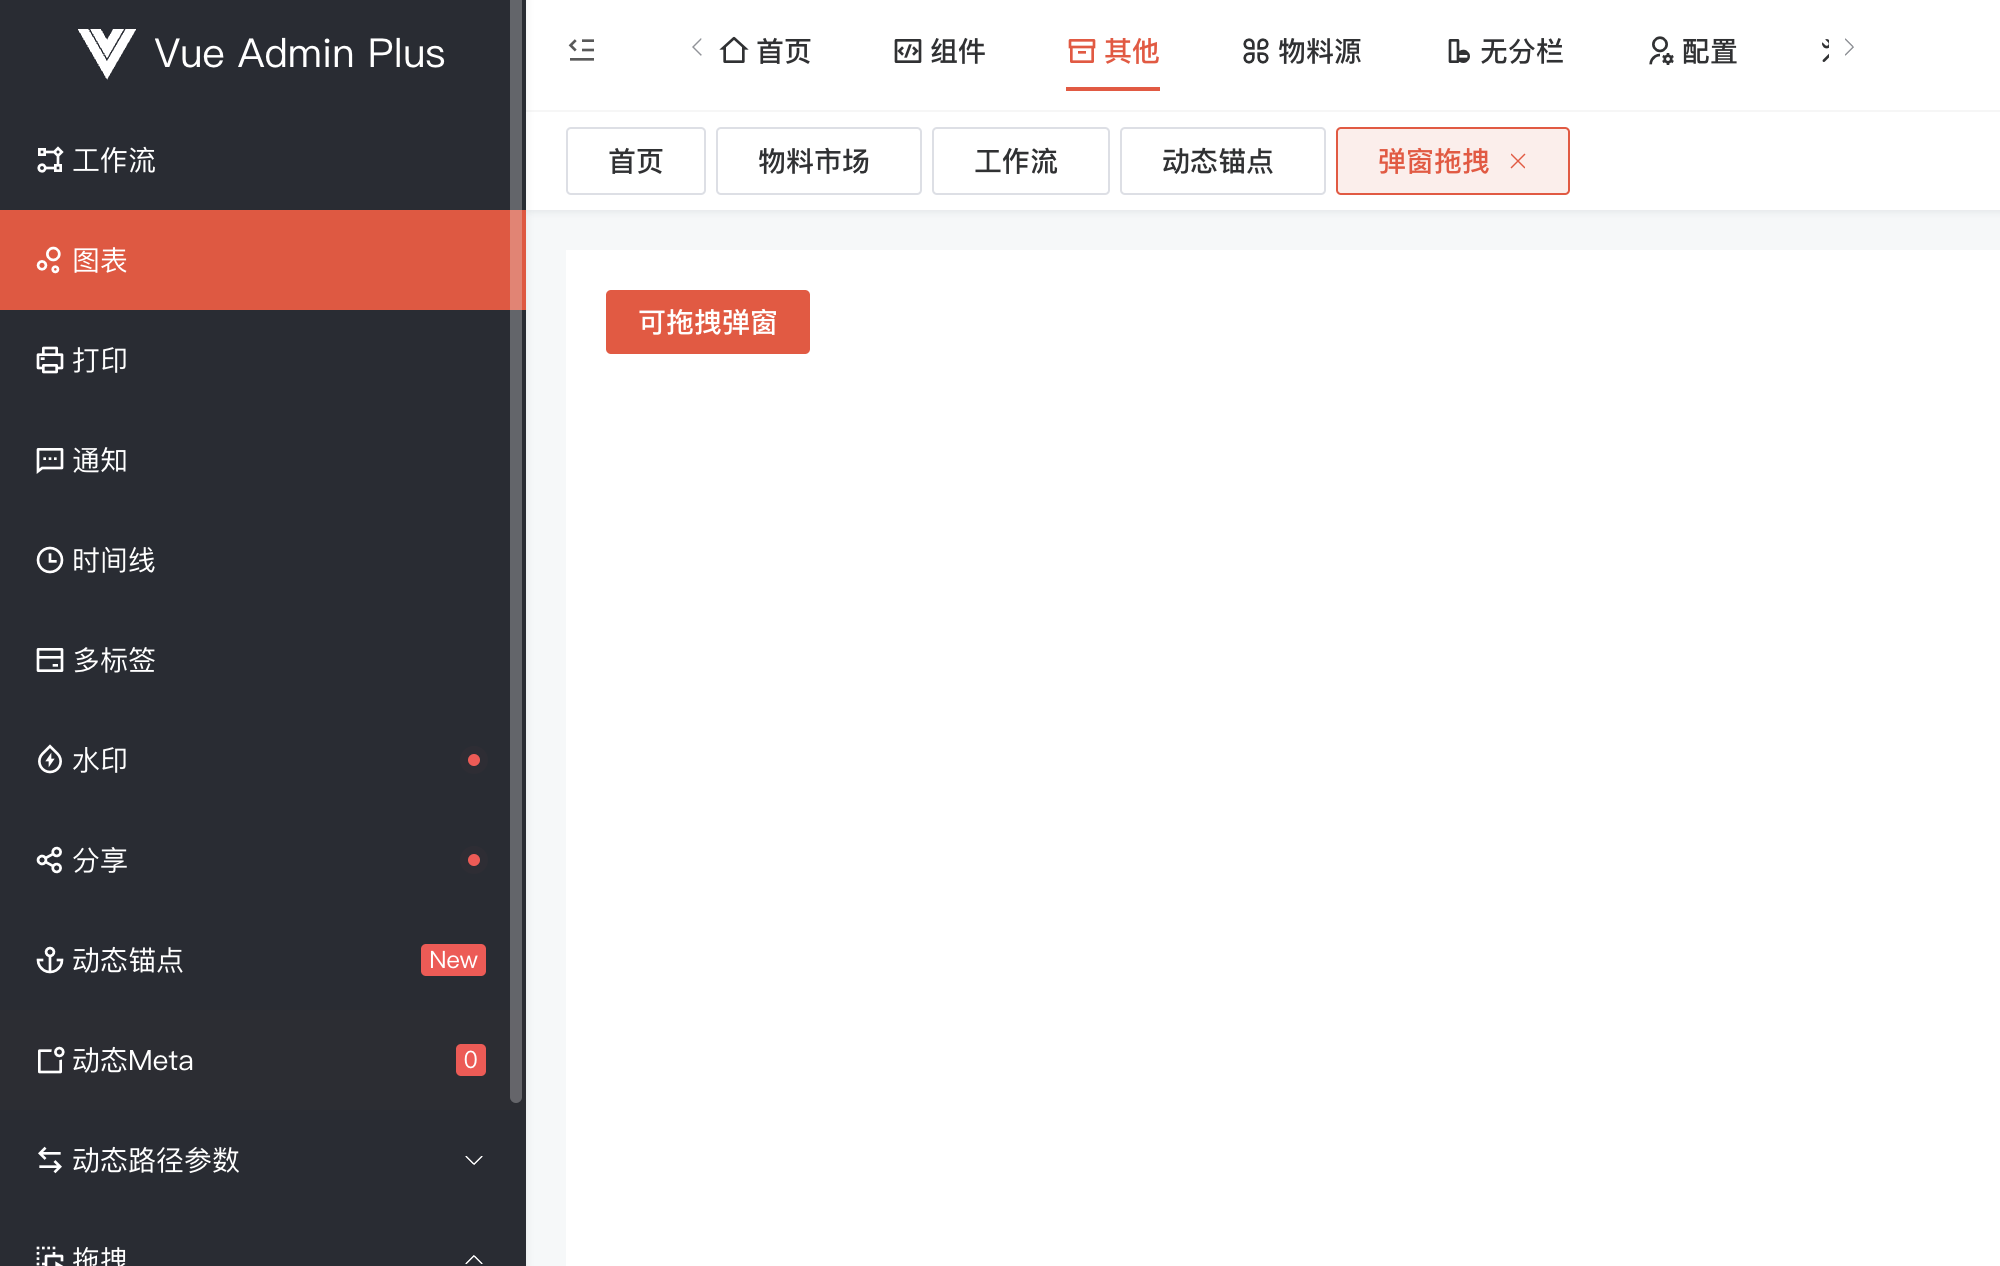 Vue Admin Plus
工作流
图表
打印
通知
时间线
多标签
水印
分享
动态锚点 New
动态Meta 0
动态路径参数
拖拽
首页 组件 其他 物料源 无分栏 配置
首页 物料市场 工作流 动态锚点 弹窗拖拽
可拖拽弹窗